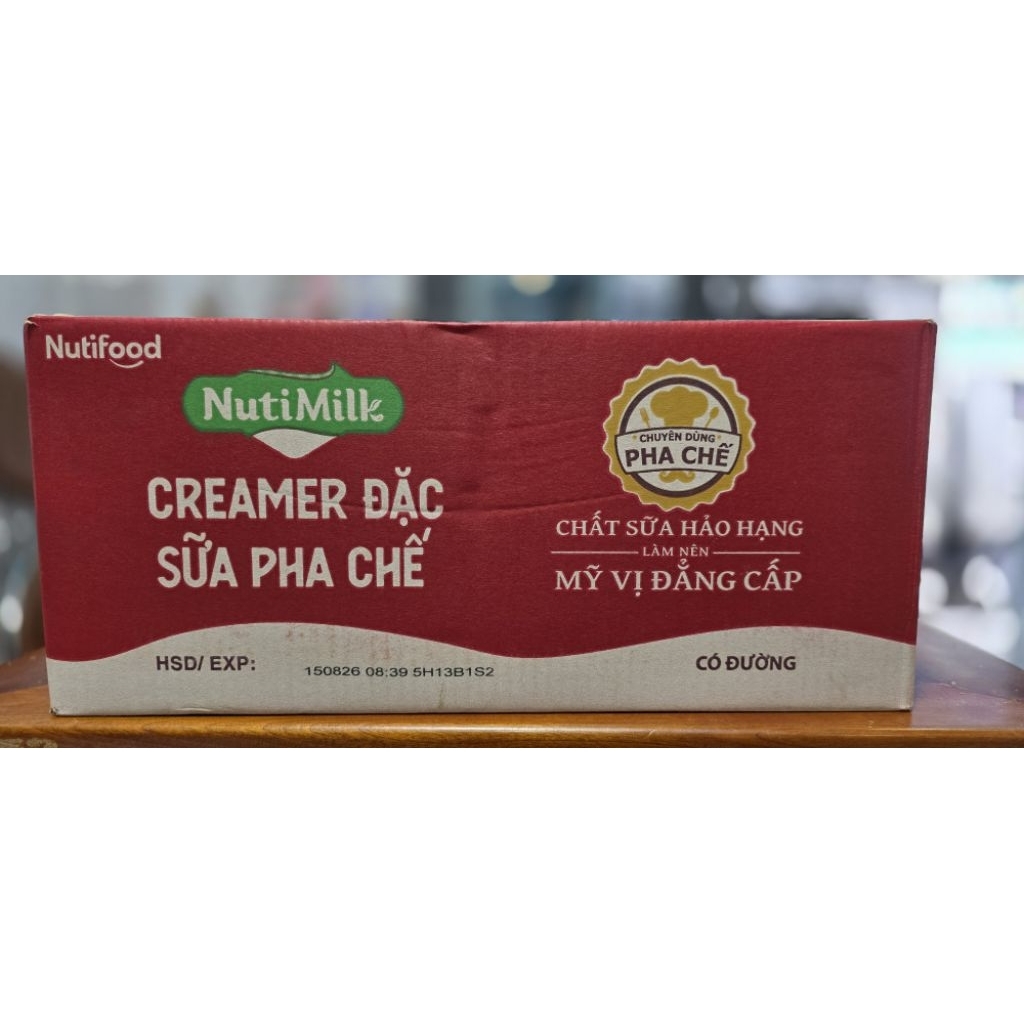 Nutifood
NutiMilk
CREAMER ĐẶC
SỮA PHA CHẾ
CHUYÊN DÙNG
PHA CHẾ
CHẤT SỮA HẢO HẠNG
LÀM NÊN
MỸ VỊ ĐẲNG CẤP
HSD/ EXP:
150826 08:39 5H13B1S2
CÓ ĐƯỜNG